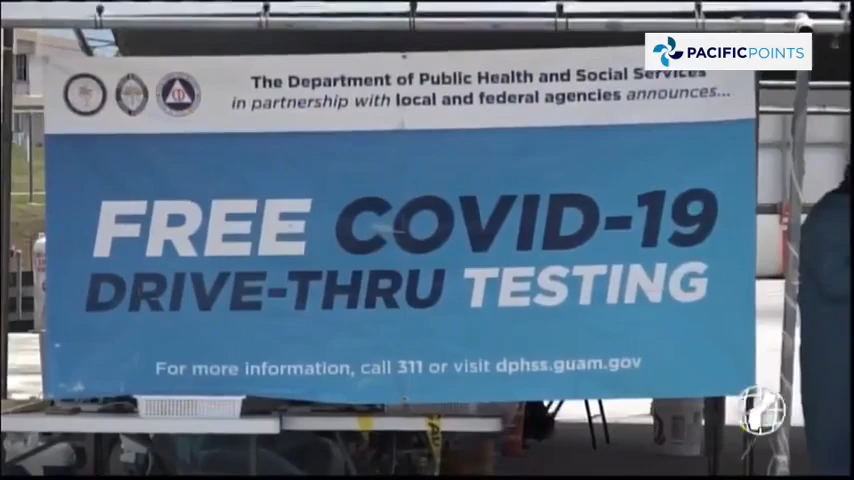 PACIFICPOINTS
The Department of Public Health and Social Services
in partnership with local and federal agencies announces...
FREE COVID-19
DRIVE-THRU TESTING
For more information, call 311 or visit dphss.guam.gov